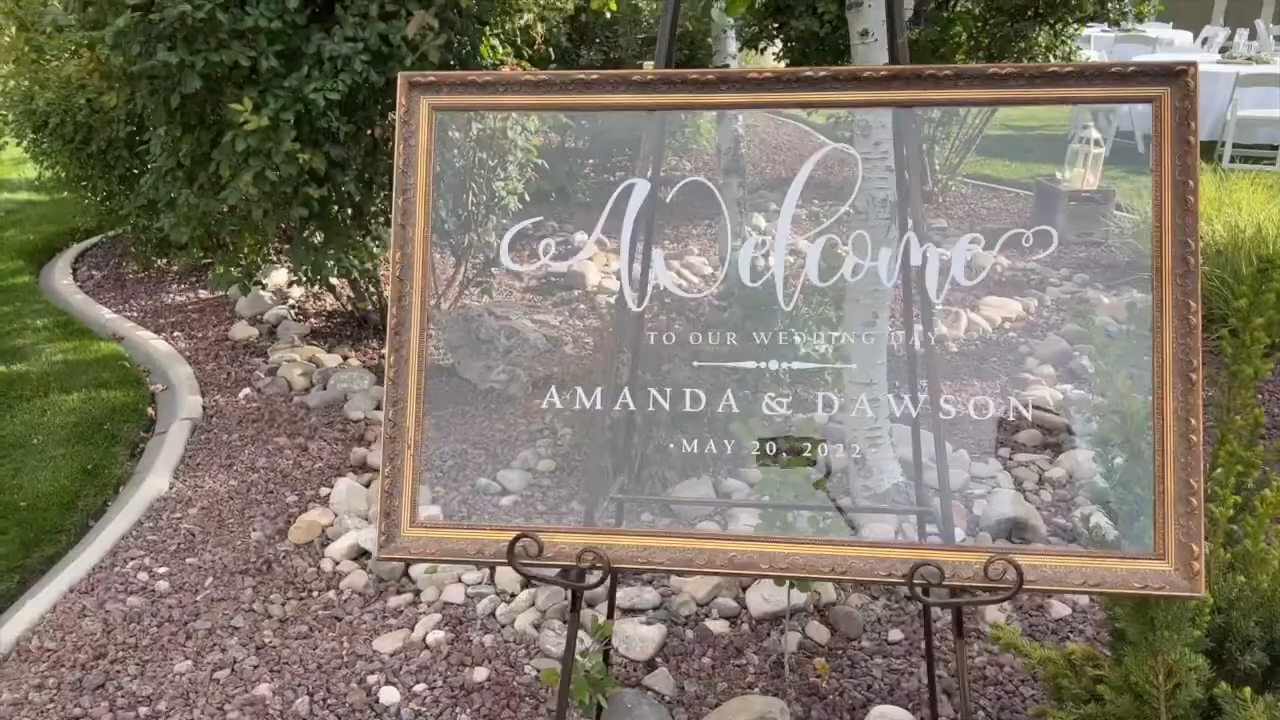 Welcome
TO OUR WEDDING DAY
AMANDA & DAWSON
· MAY 20, 2022 ·